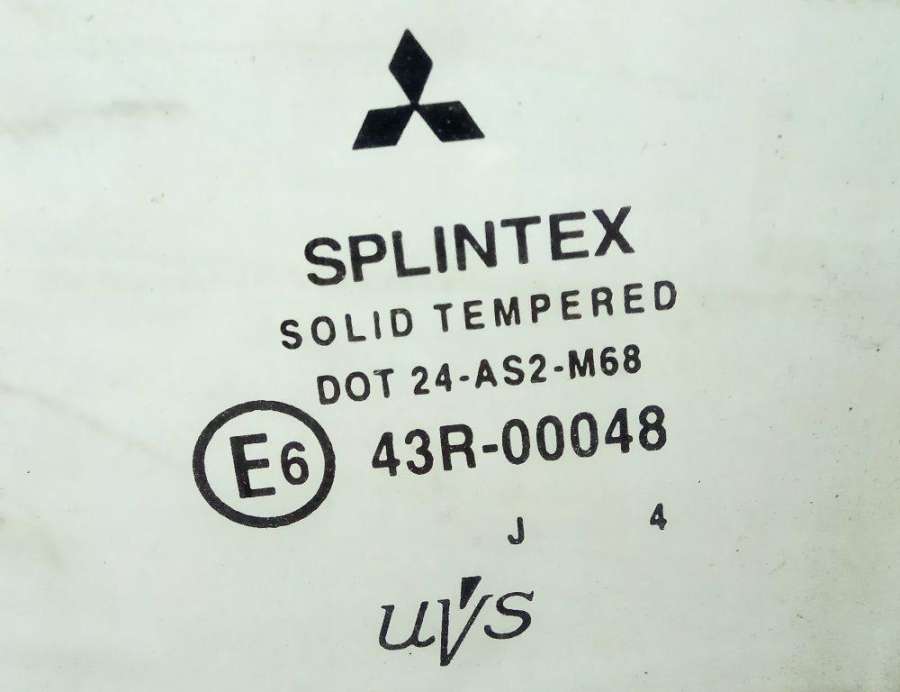 SPLINTEX
SOLID TEMPERED
DOT 24-AS2-M68
E6 43R-00048
J 4
uvs